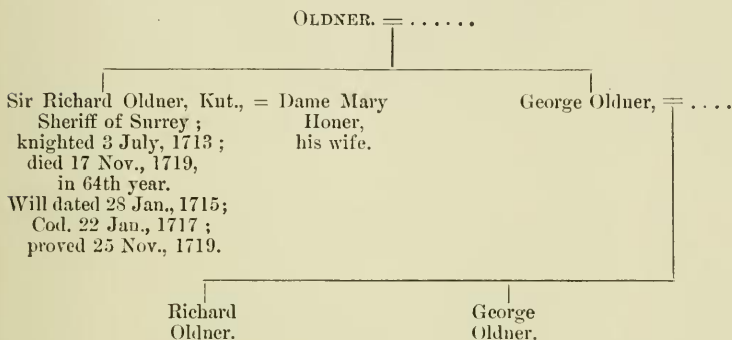 OLDNER. = ......
Sir Richard Oldner, Knt., = Dame Mary George Oldner, = ....
Sheriff of Surrey ; Honer,
knighted 3 July, 1713 ; his wife.
died 17 Nov., 1719,
in 64th year.
Will dated 28 Jan., 1715;
Cod. 22 Jan., 1717 ;
proved 25 Nov., 1719.
Richard George
Oldner. Oldner.